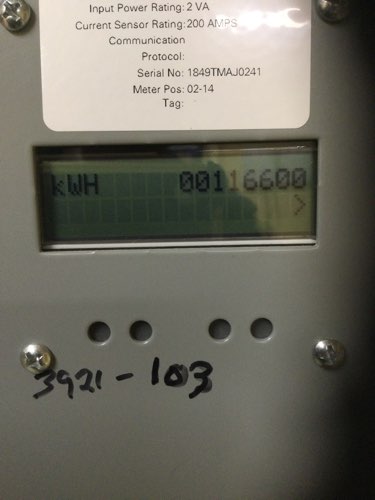 Input Power Rating: 2 VA
Current Sensor Rating: 200 AMPS
Communication
Protocol:
Serial No: 1849TMAJ0241
Meter Pos: 02-14
Tag:
kWH 00116600
>
3921-103